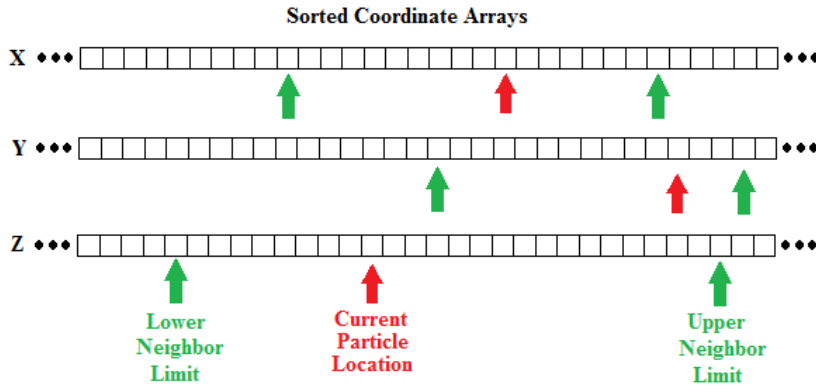 Sorted Coordinate Arrays
X
Y
Z
Lower
Neighbor
Limit
Current
Particle
Location
Upper
Neighbor
Limit